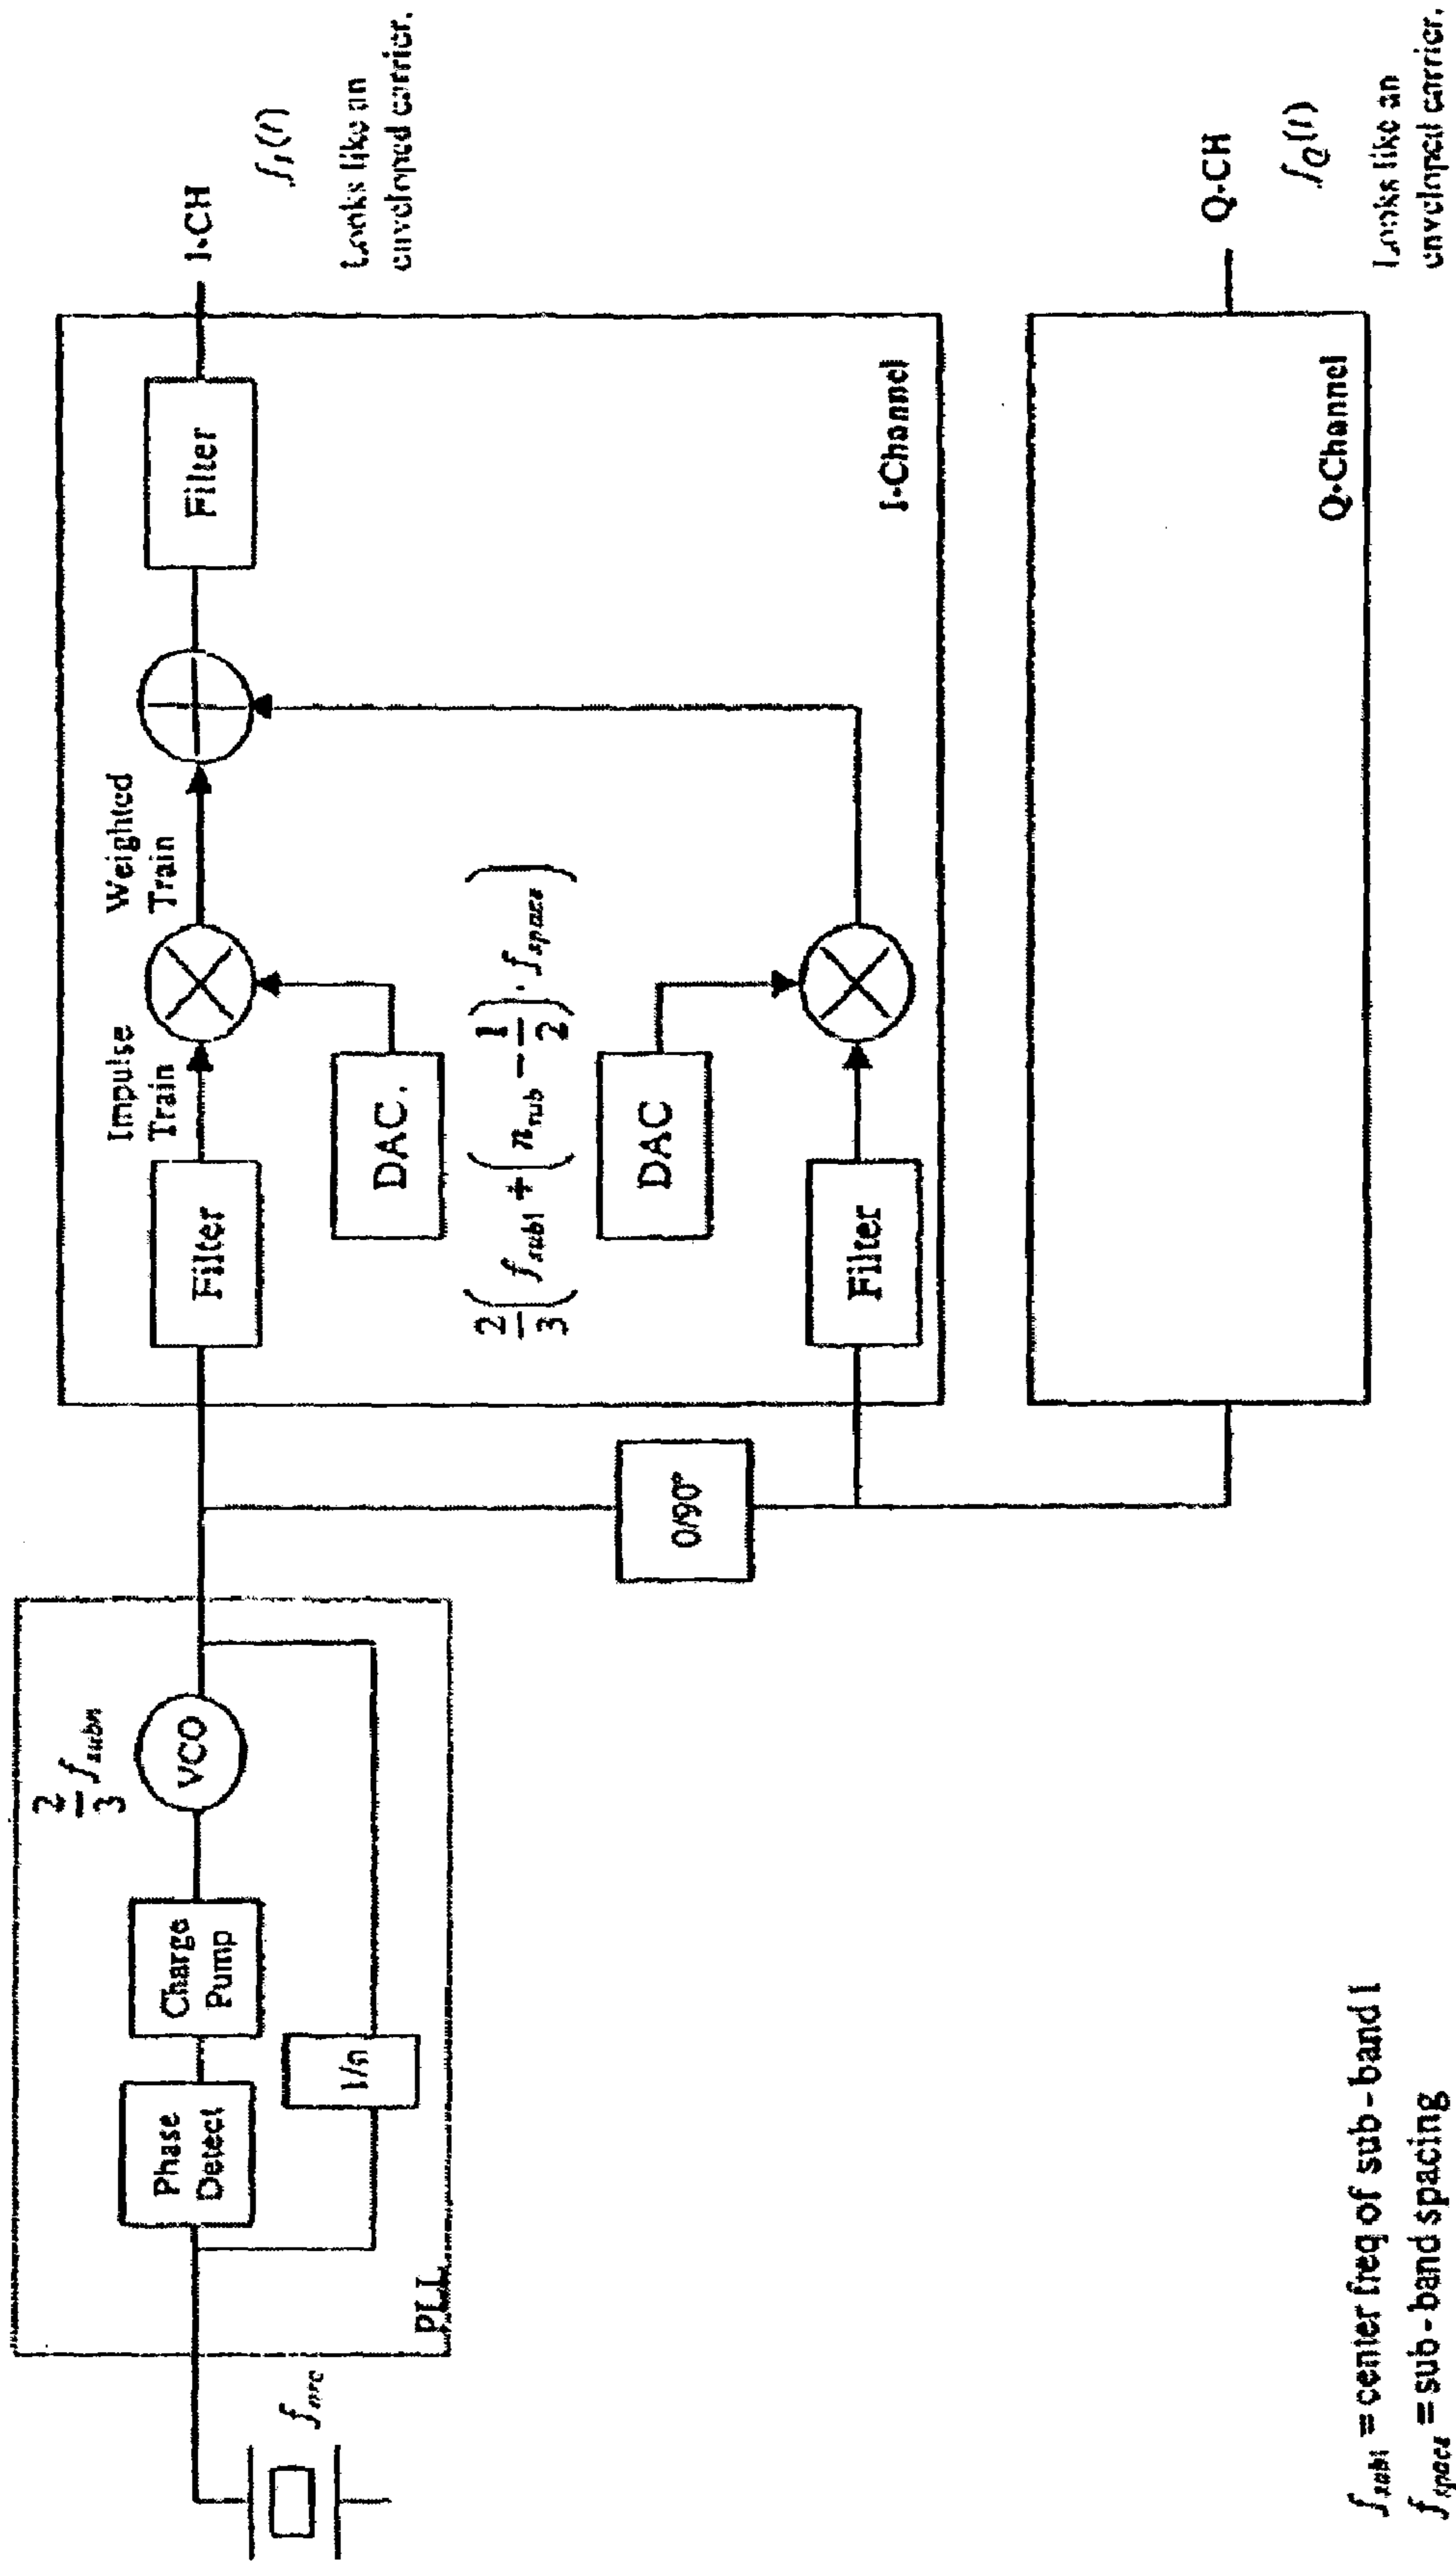 2/3 f_subn
Phase
Detect
Charge
Pump
VCO
1/n
PLL
0/90°
Filter
Impulse
Train
Weighted
Train
Filter
I-CH
f_I(t)
Looks like an
enveloped carrier.
DAC.
2/3 ( f_sub1 + ( n_sub - 1/2 ) · f_space )
DAC
Filter
I-Channel
Q-Channel
Q-CH
f_Q(t)
Looks like an
enveloped carrier.
f_sub1 = center freq of sub-band 1
f_space = sub-band spacing